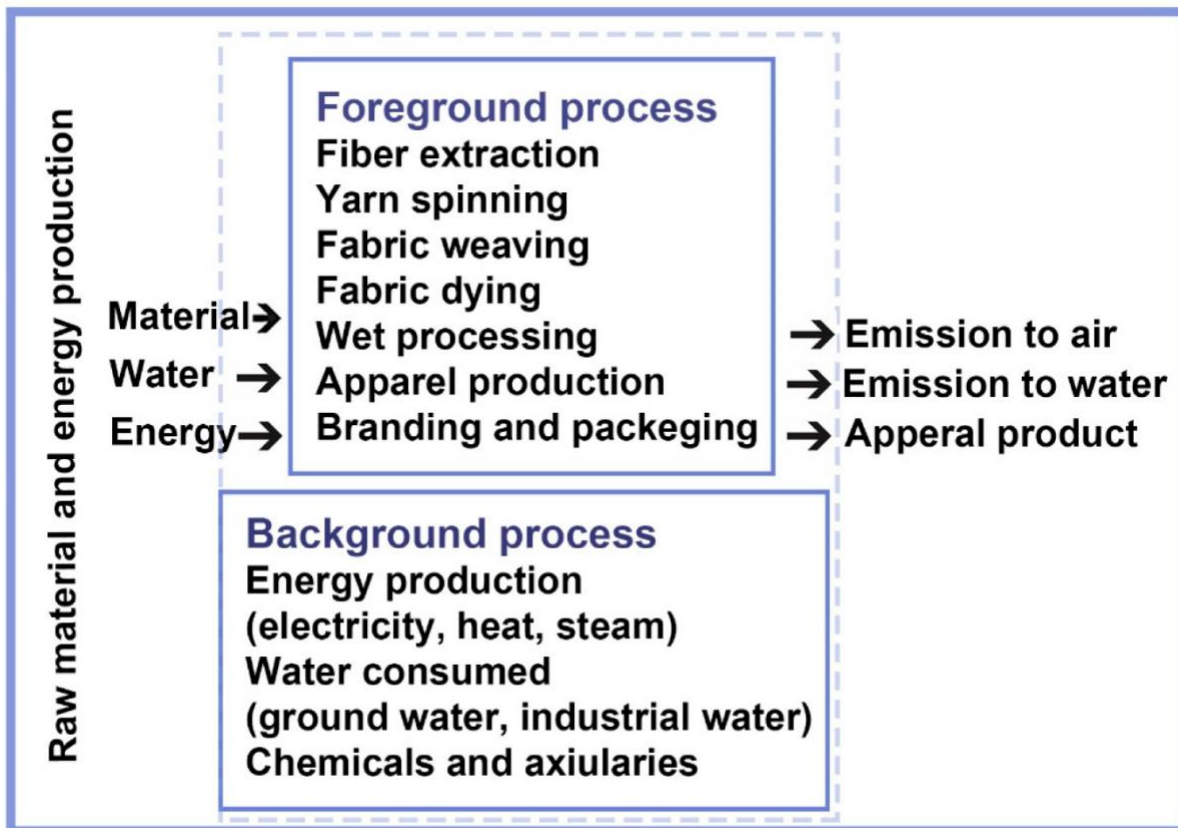 Raw material and energy production
Material
Water
Energy
Foreground process
Fiber extraction
Yarn spinning
Fabric weaving
Fabric dying
Wet processing
Apparel production
Branding and packeging
Emission to air
Emission to water
Apperal product
Background process
Energy production
(electricity, heat, steam)
Water consumed
(ground water, industrial water)
Chemicals and axiularies